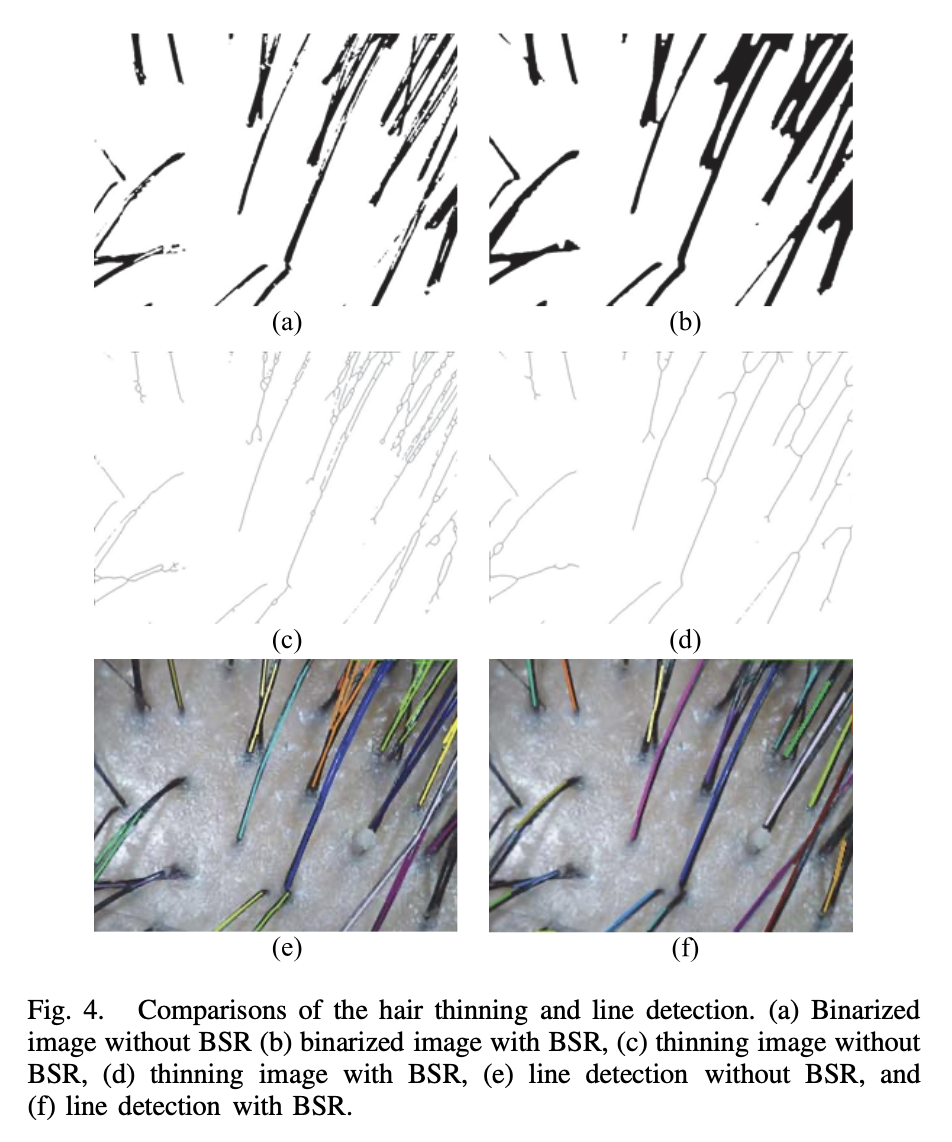 (a)
(b)
(c)
(d)
(e)
(f)
Fig. 4. Comparisons of the hair thinning and line detection. (a) Binarized
image without BSR (b) binarized image with BSR, (c) thinning image without
BSR, (d) thinning image with BSR, (e) line detection without BSR, and
(f) line detection with BSR.